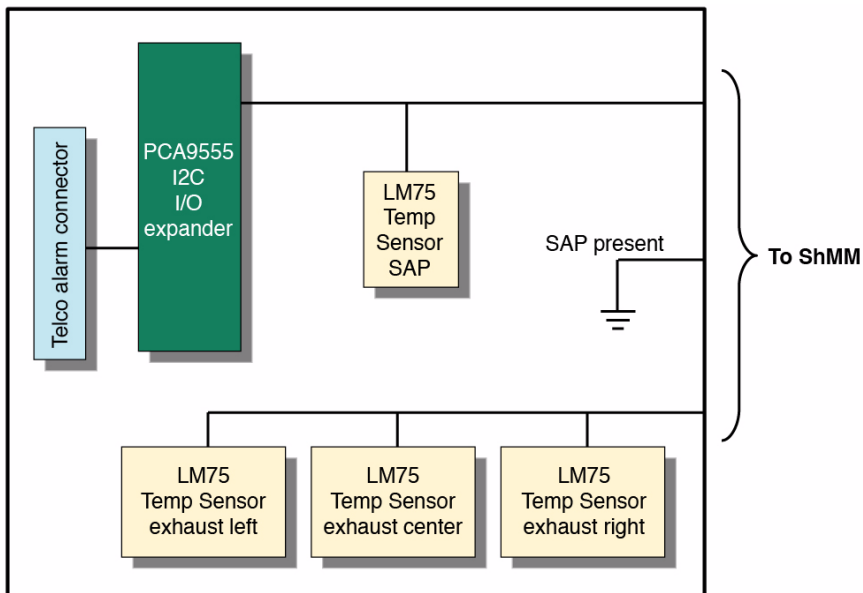 Telco alarm connector
PCA9555
I2C
I/O
expander
LM75
Temp
Sensor
SAP
SAP present
To ShMM
LM75
Temp Sensor
exhaust left
LM75
Temp Sensor
exhaust center
LM75
Temp Sensor
exhaust right